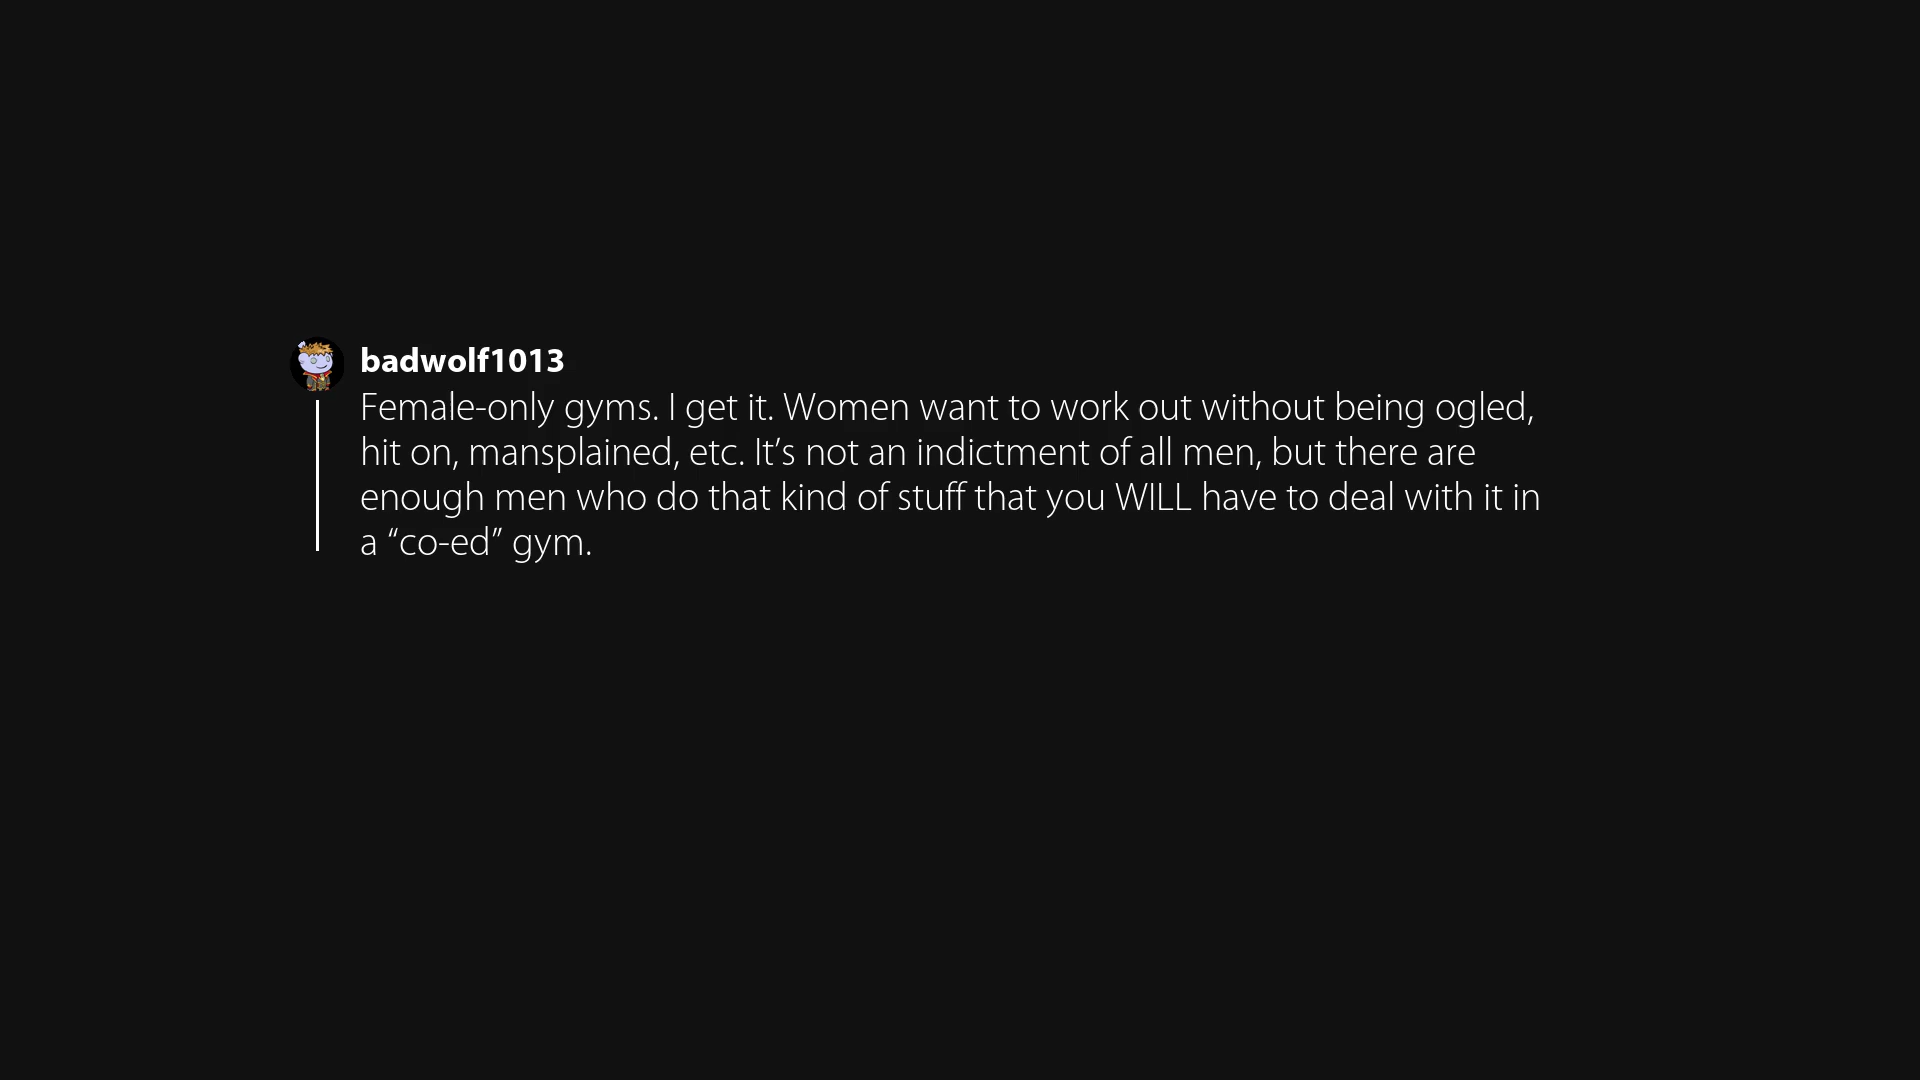 badwolf1013
Female-only gyms. I get it. Women want to work out without being ogled,
hit on, mansplained, etc. It’s not an indictment of all men, but there are
enough men who do that kind of stuff that you WILL have to deal with it in
a “co-ed” gym.